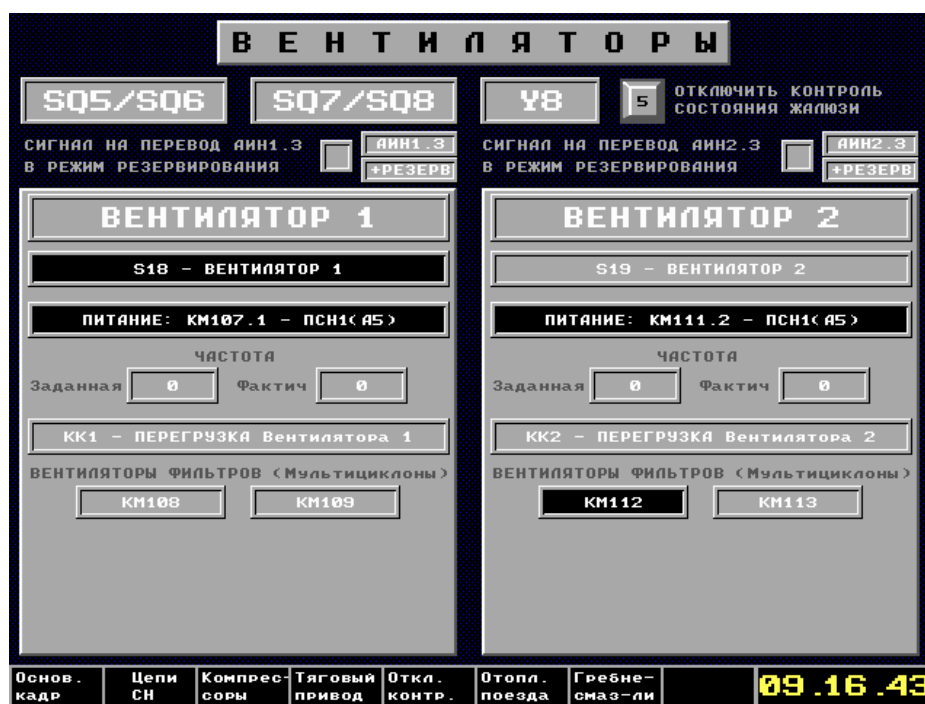 ВЕНТИЛЯТОРЫ
SQ5/SQ6 SQ7/SQ8 У8 5 ОТКЛЮЧИТЬ КОНТРОЛЬ
СОСТОЯНИЯ ЖАЛЮЗИ
СИГНАЛ НА ПЕРЕВОД АИН1.3 АИН1.3 СИГНАЛ НА ПЕРЕВОД АИН2.3 АИН2.3
В РЕЖИМ РЕЗЕРВИРОВАНИЯ +РЕЗЕРВ В РЕЖИМ РЕЗЕРВИРОВАНИЯ +РЕЗЕРВ
ВЕНТИЛЯТОР 1 ВЕНТИЛЯТОР 2
S18 - ВЕНТИЛЯТОР 1 S19 - ВЕНТИЛЯТОР 2
ПИТАНИЕ: КМ107.1 - ПСН1(А5) ПИТАНИЕ: КМ111.2 - ПСН1(А5)
ЧАСТОТА ЧАСТОТА
Заданная 0 Фактич 0 Заданная 0 Фактич 0
КК1 - ПЕРЕГРУЗКА Вентилятора 1 КК2 - ПЕРЕГРУЗКА Вентилятора 2
ВЕНТИЛЯТОРЫ ФИЛЬТРОВ (Мультициклоны) ВЕНТИЛЯТОРЫ ФИЛЬТРОВ (Мультициклоны)
КМ108 КМ109 КМ112 КМ113
Основ. Цепи Компрес- Тяговый Откл. Отопл. Гребне-
кадр СН соры привод контр. поезда смаз-ли 09.16.43